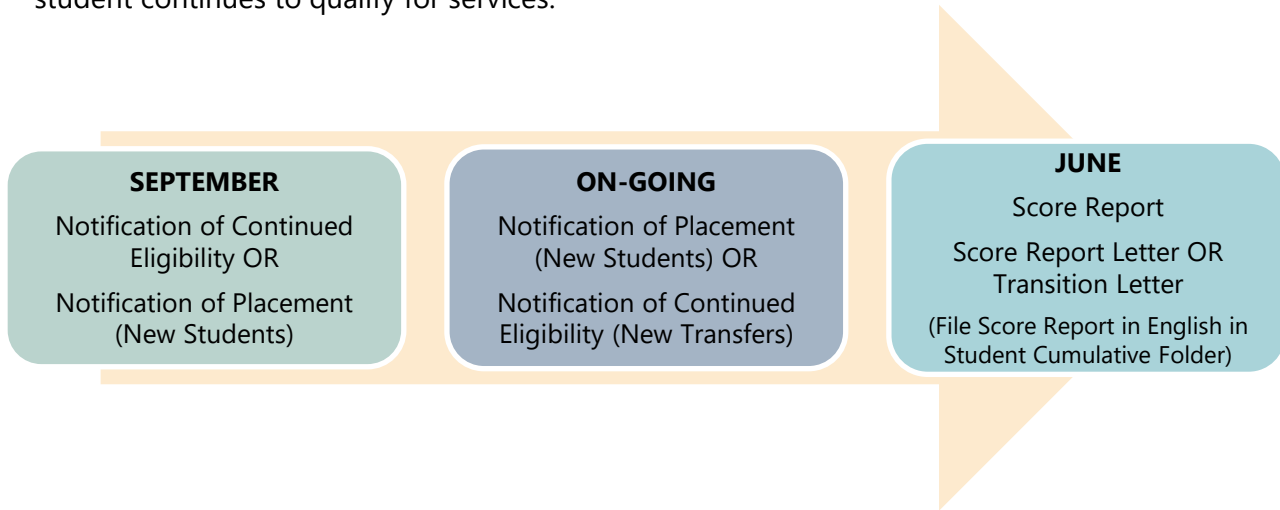 student continues to qualify for services.
SEPTEMBER
Notification of Continued
Eligibility OR
Notification of Placement
(New Students)
ON-GOING
Notification of Placement
(New Students) OR
Notification of Continued
Eligibility (New Transfers)
JUNE
Score Report
Score Report Letter OR
Transition Letter
(File Score Report in English in
Student Cumulative Folder)